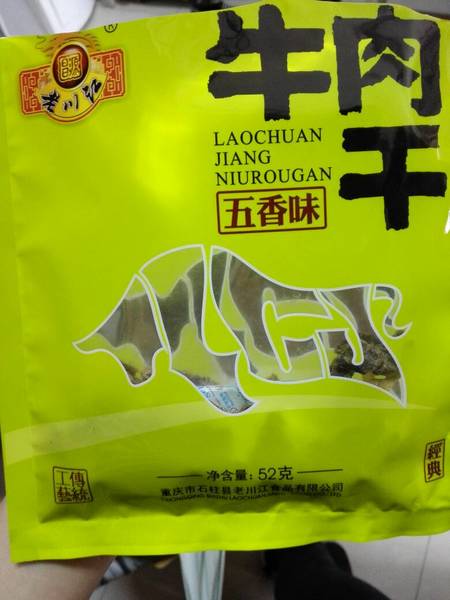 老川江
®
牛肉干
LAOCHUAN
JIANG
NIUROUGAN
五香味
經典
傳統工藝
净含量: 52克
重庆市石柱县老川江食品有限公司